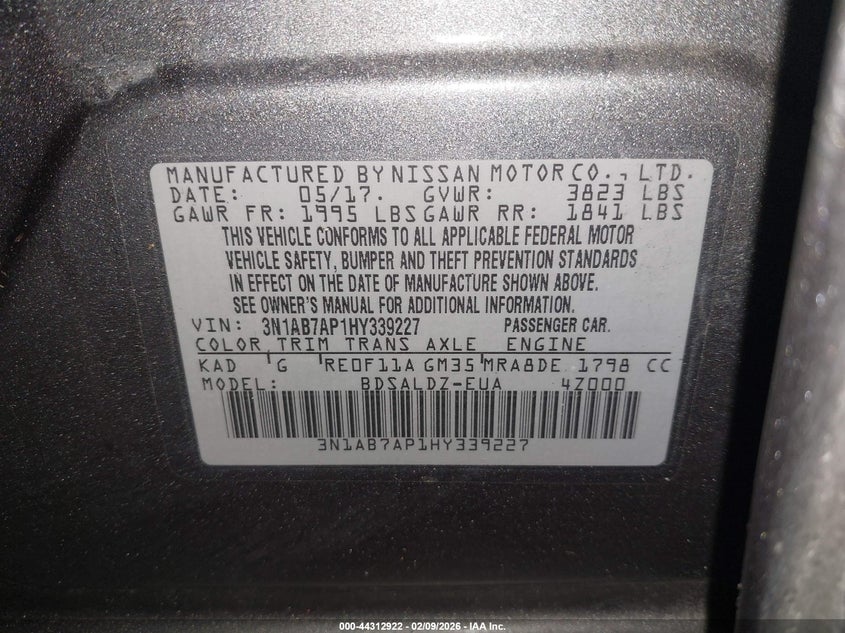 MANUFACTURED BY NISSAN MOTOR CO., LTD.
DATE: 05/17. GVWR: 3823 LBS
GAWR FR: 1995 LBS GAWR RR: 1841 LBS
THIS VEHICLE CONFORMS TO ALL APPLICABLE FEDERAL MOTOR
VEHICLE SAFETY, BUMPER AND THEFT PREVENTION STANDARDS
IN EFFECT ON THE DATE OF MANUFACTURE SHOWN ABOVE.
SEE OWNER'S MANUAL FOR ADDITIONAL INFORMATION.
VIN: 3N1AB7AP1HY339227 PASSENGER CAR.
COLOR TRIM TRANS AXLE ENGINE
KAD G RE0F11A GM35 MRA8DE 1798 CC
MODEL: BDSALDZ-EUA 4Z000
3N1AB7AP1HY339227
000-44312922 | 02/09/2026 - IAA Inc.